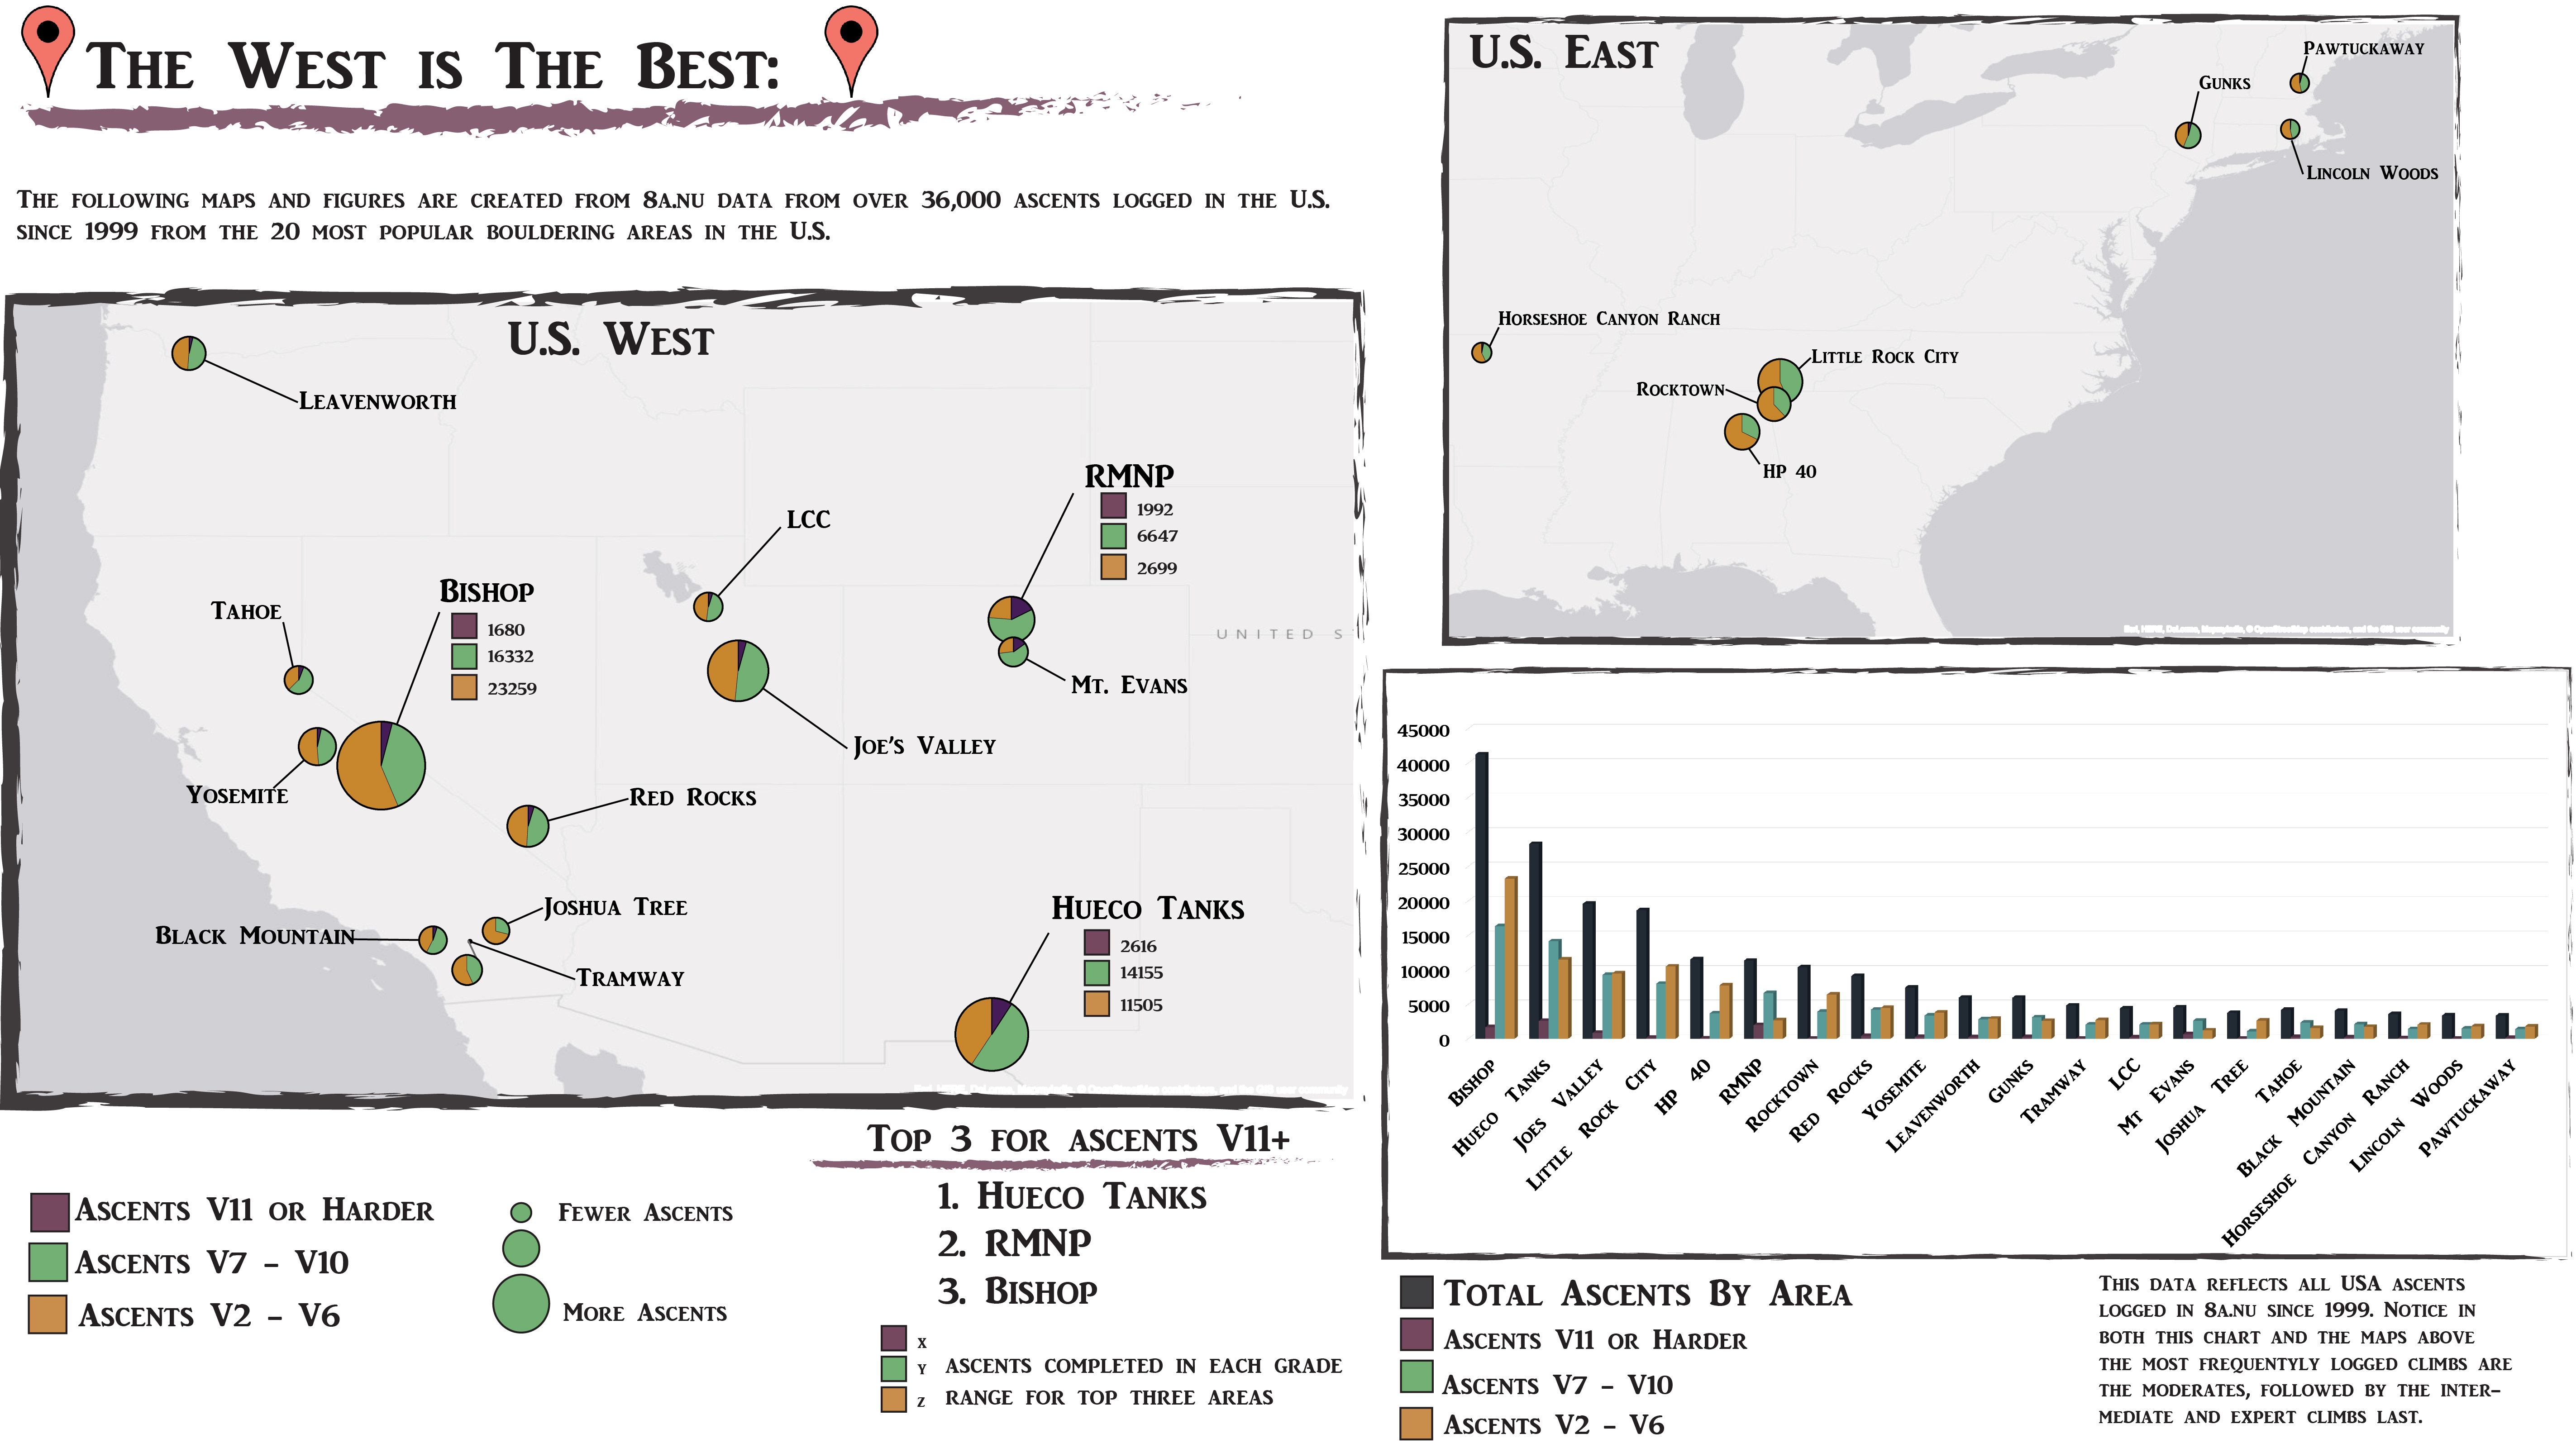 The West is The Best:
The following maps and figures are created from 8a.nu data from over 36,000 ascents logged in the U.S.
since 1999 from the 20 most popular bouldering areas in the U.S.
U.S. West
Leavenworth
RMNP
1992
6647
2699
LCC
Bishop
1680
16332
23259
Tahoe
UNITED S
Mt. Evans
Joe's Valley
Yosemite
Red Rocks
Joshua Tree
Black Mountain
Tramway
Hueco Tanks
2616
14155
11505
U.S. East
Pawtuckaway
Gunks
Lincoln Woods
Horseshoe Canyon Ranch
Little Rock City
Rocktown
HP 40
45000
40000
35000
30000
25000
20000
15000
10000
5000
0
Bishop
Hueco Tanks
Joes Valley
Little Rock City
HP 40
RMNP
Rocktown
Red Rocks
Yosemite
Leavenworth
Gunks
Tramway
LCC
Mt Evans
Joshua Tree
Tahoe
Black Mountain
Horseshoe Canyon Ranch
Lincoln Woods
Pawtuckaway
Ascents V11 or Harder
Ascents V7 - V10
Ascents V2 - V6
Fewer Ascents
More Ascents
Top 3 for ascents V11+
1. Hueco Tanks
2. RMNP
3. Bishop
x
y ascents completed in each grade
z range for top three areas
Total Ascents By Area
Ascents V11 or Harder
Ascents V7 - V10
Ascents V2 - V6
This data reflects all USA ascents
logged in 8a.nu since 1999. Notice in
both this chart and the maps above
the most frequentyly logged climbs are
the moderates, followed by the inter-
mediate and expert climbs last.